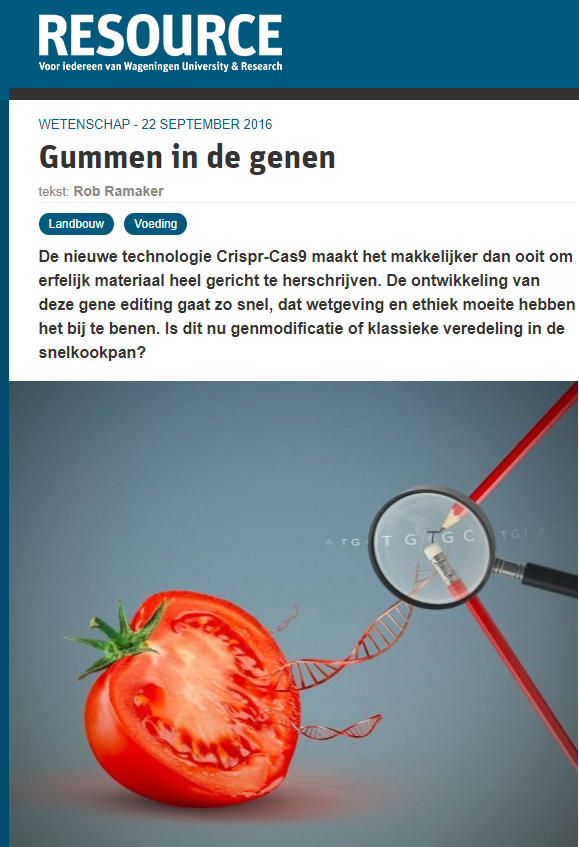 RESOURCE
Voor iedereen van Wageningen University & Research
WETENSCHAP - 22 SEPTEMBER 2016
Gummen in de genen
tekst: Rob Ramaker
Landbouw Voeding
De nieuwe technologie Crispr-Cas9 maakt het makkelijker dan ooit om
erfelijk materiaal heel gericht te herschrijven. De ontwikkeling van
deze gene editing gaat zo snel, dat wetgeving en ethiek moeite hebben
het bij te benen. Is dit nu genmodificatie of klassieke veredeling in de
snelkookpan?
A TG T G T G C TGT AC